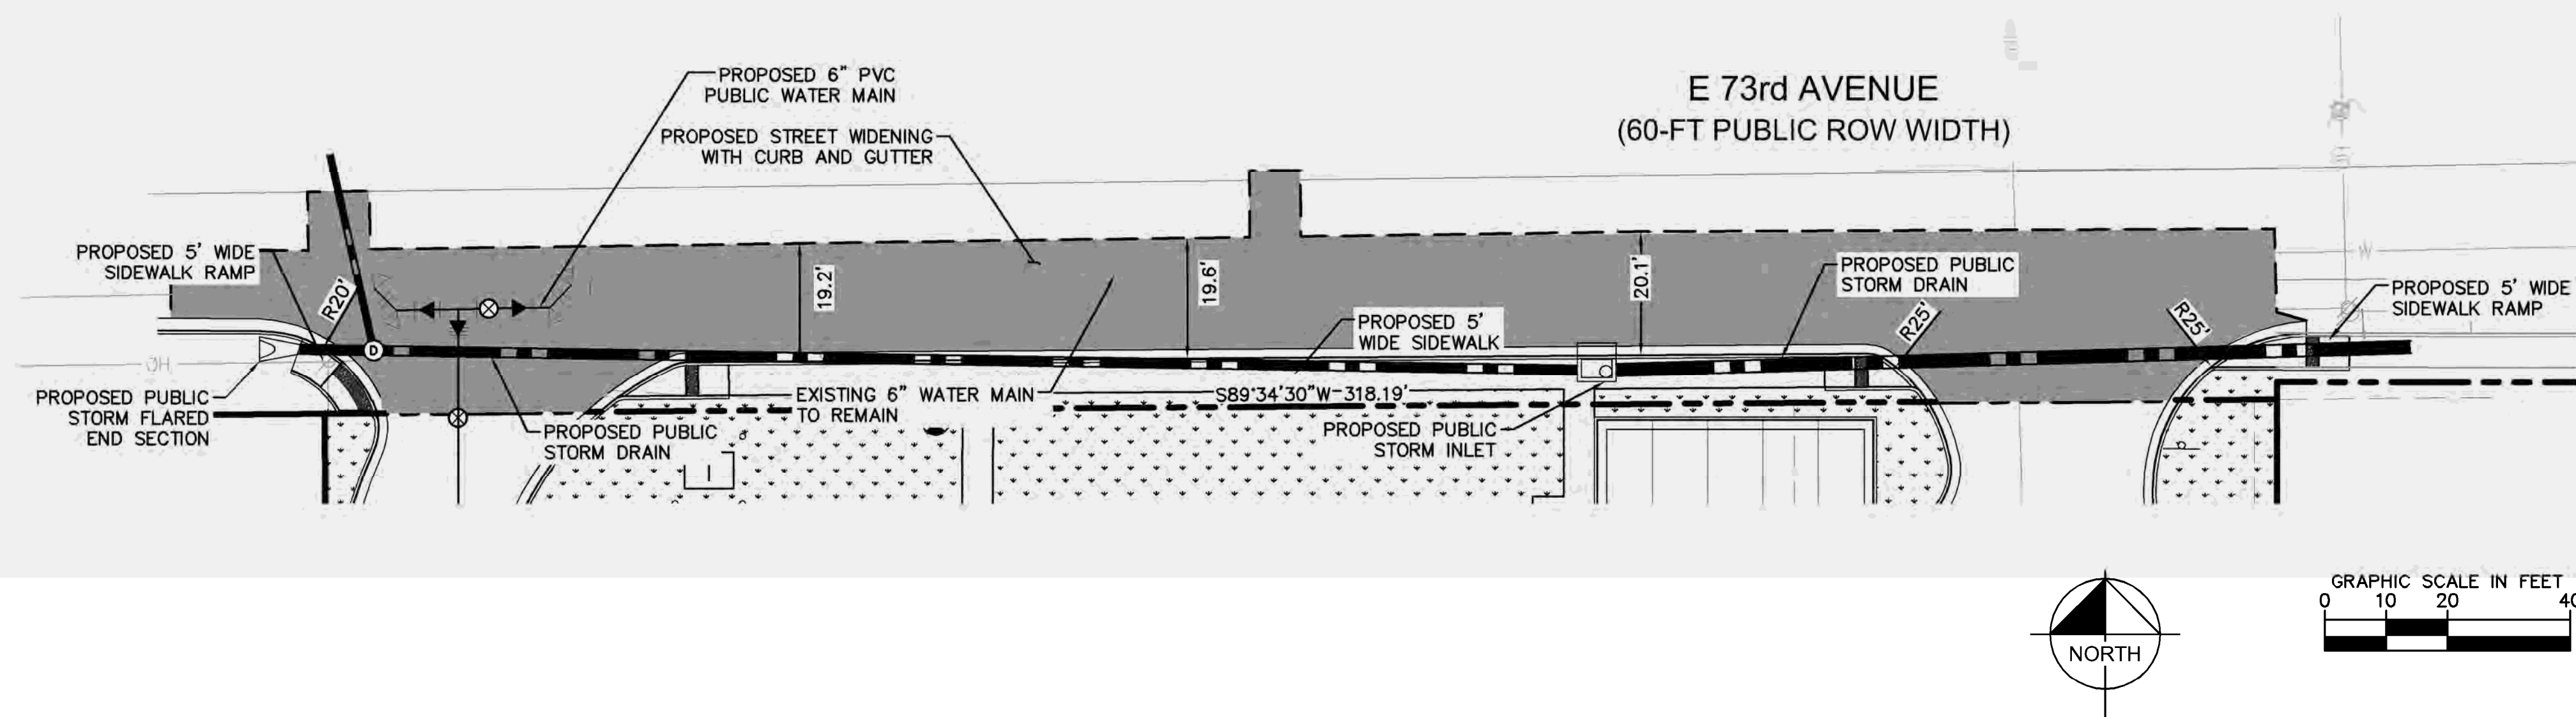 PROPOSED 6" PVC
PUBLIC WATER MAIN
PROPOSED STREET WIDENING
WITH CURB AND GUTTER
E 73rd AVENUE
(60-FT PUBLIC ROW WIDTH)
PROPOSED 5' WIDE
SIDEWALK RAMP
R20'
19.2'
19.6'
20.1'
PROPOSED PUBLIC
STORM DRAIN
R25'
R25'
W
PROPOSED 5' WIDE
SIDEWALK RAMP
PROPOSED 5'
WIDE SIDEWALK
D
OH
PROPOSED PUBLIC
STORM FLARED
END SECTION
EXISTING 6" WATER MAIN
TO REMAIN
S89°34'30"W-318.19'
PROPOSED PUBLIC
STORM DRAIN
PROPOSED PUBLIC
STORM INLET
NORTH
GRAPHIC SCALE IN FEET
0 10 20